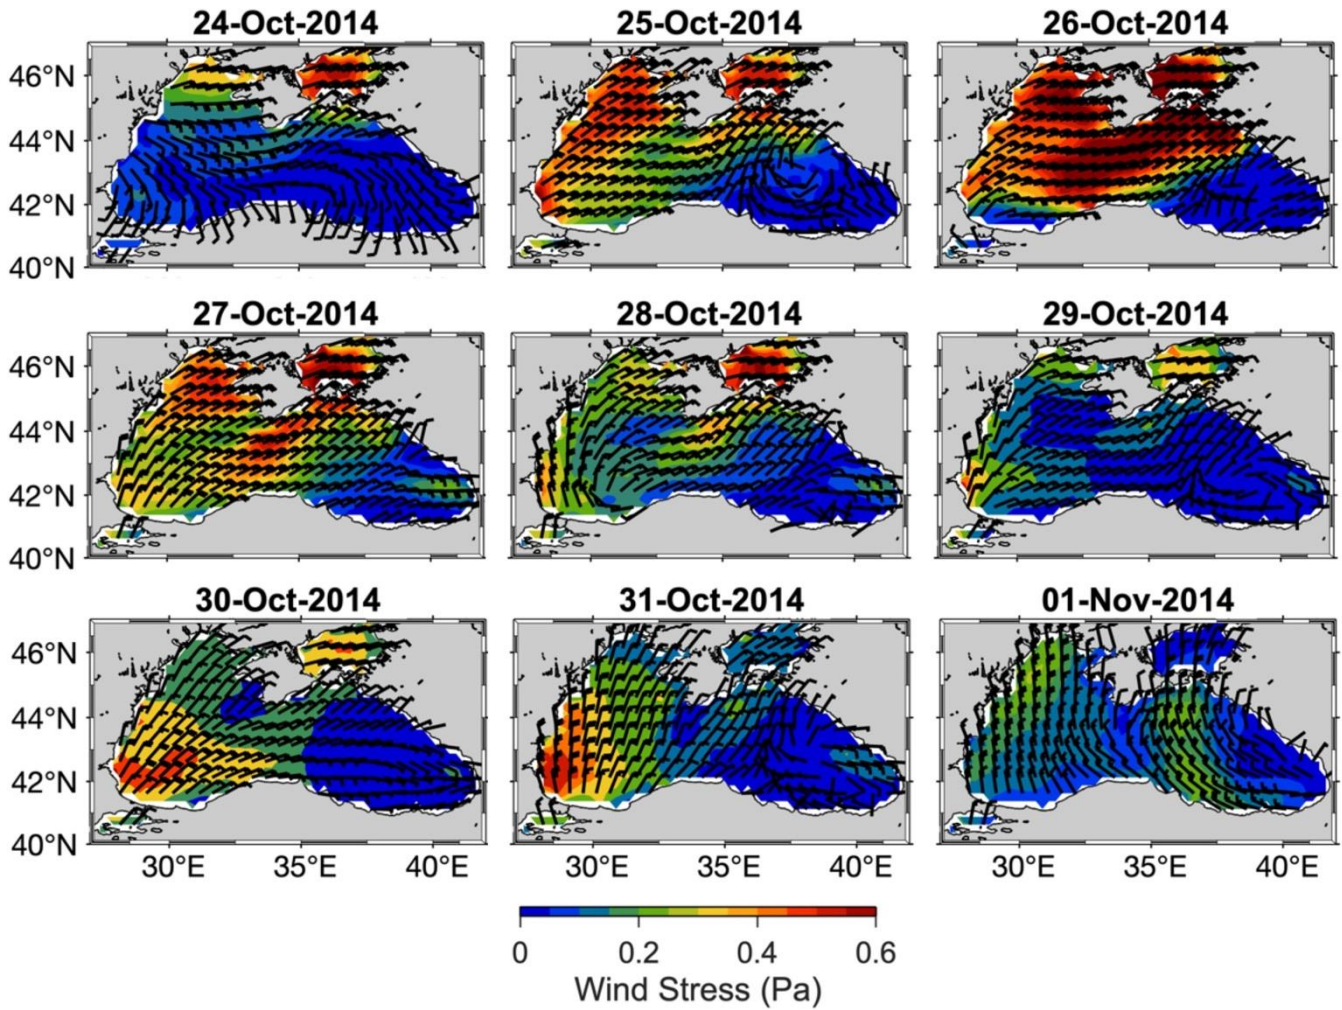 24-Oct-2014 25-Oct-2014 26-Oct-2014
46°N
44°N
42°N
40°N
27-Oct-2014 28-Oct-2014 29-Oct-2014
46°N
44°N
42°N
40°N
30-Oct-2014 31-Oct-2014 01-Nov-2014
46°N
44°N
42°N
40°N
30°E 35°E 40°E 30°E 35°E 40°E 30°E 35°E 40°E
0 0.2 0.4 0.6
Wind Stress (Pa)